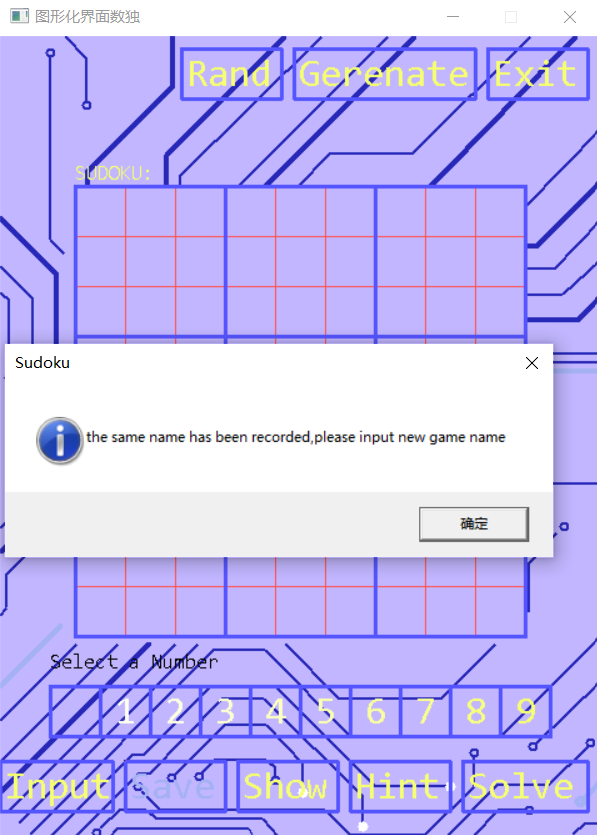 图形化界面数独
Rand Gerenate Exit
SUDOKU:
Sudoku
the same name has been recorded,please input new game name
确定
Select a Number
1 2 3 4 5 6 7 8 9
Input Save Show Hint Solve